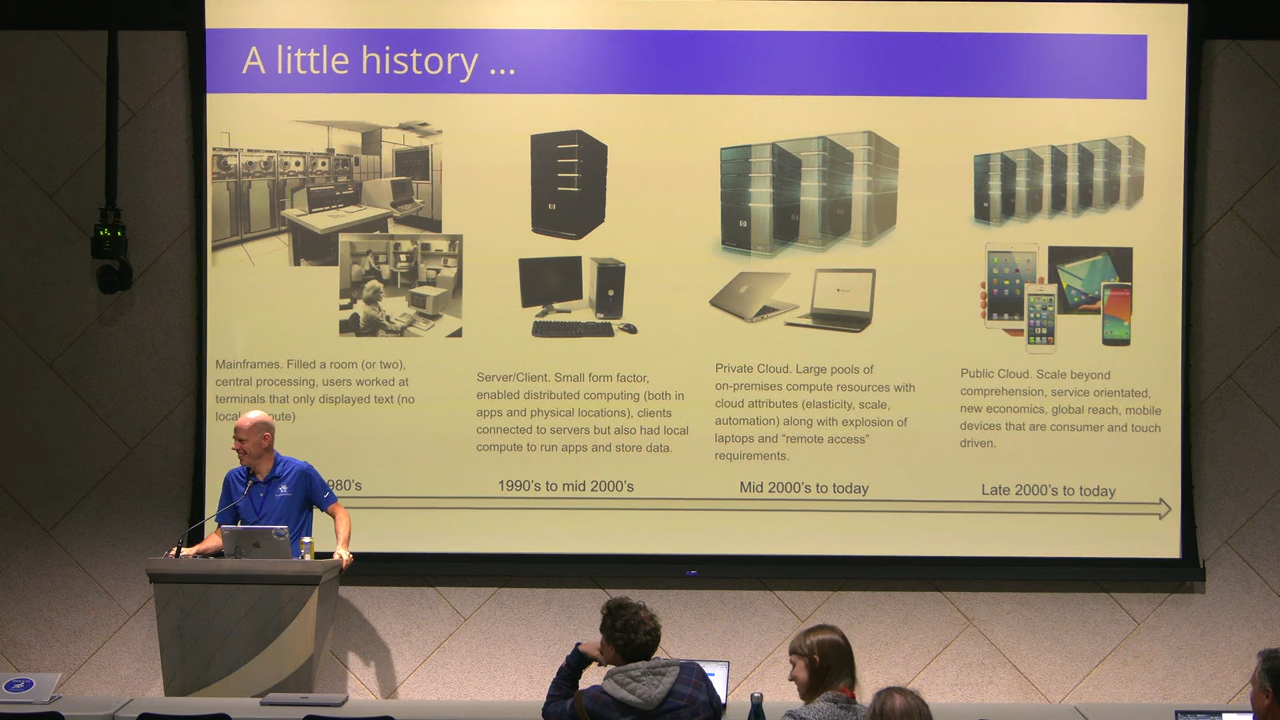 A little history ...
Mainframes. Filled a room (or two),
central processing, users worked at
terminals that only displayed text (no
Server/Client. Small form factor,
enabled distributed computing (both in
apps and physical locations), clients
connected to servers but also had local
compute to run apps and store data.
Private Cloud. Large pools of
on-premises compute resources with
cloud attributes (elasticity, scale,
automation) along with explosion of
laptops and "remote access"
requirements.
Public Cloud. Scale beyond
comprehension, service orientated,
new economics, global reach, mobile
devices that are consumer and touch
driven.
980's
1990's to mid 2000's
Mid 2000's to today
Late 2000's to today